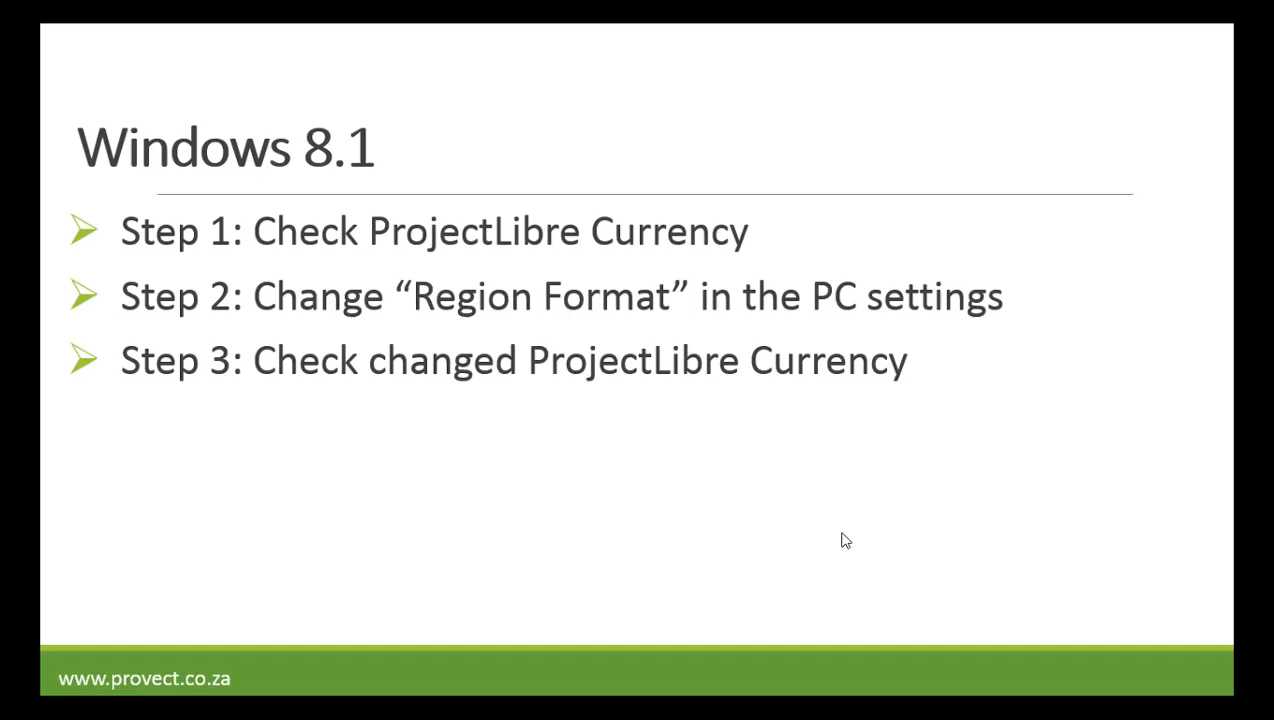 Windows 8.1
Step 1: Check ProjectLibre Currency
Step 2: Change “Region Format” in the PC settings
Step 3: Check changed ProjectLibre Currency
www.provect.co.za